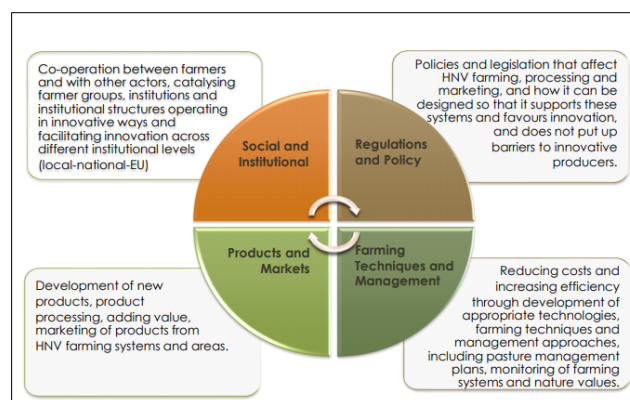 Co-operation between farmers
and with other actors, catalysing
farmer groups, institutions and
institutional structures operating
in innovative ways and
facilitating innovation across
different institutional levels
(local-national-EU)
Social and
Institutional
Regulations
and Policy
Policies and legislation that affect
HNV farming, processing and
marketing, and how it can be
designed so that it supports these
systems and favours innovation,
and does not put up
barriers to innovative
producers.
Products and
Markets
Farming
Techniques and
Management
Development of new
products, product
processing, adding value,
marketing of products from
HNV farming systems and areas.
Reducing costs and
increasing efficiency
through development of
appropriate technologies,
farming techniques and
management approaches,
including pasture management
plans, monitoring of farming
systems and nature values.